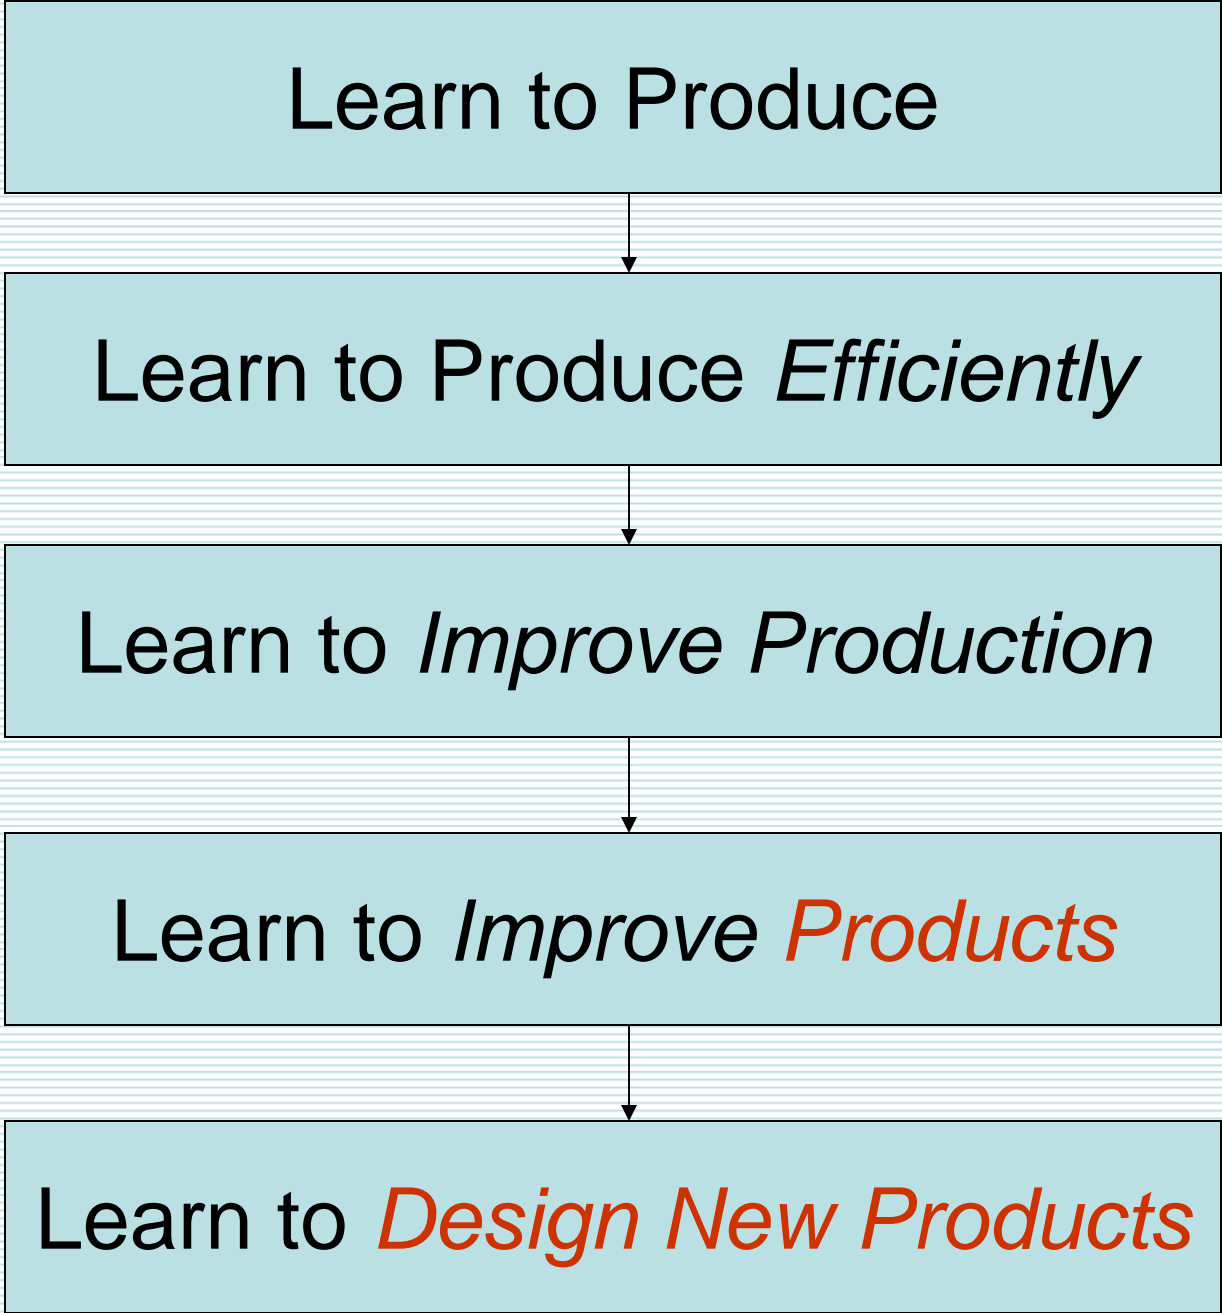 Learn to Produce
Learn to Produce Efficiently
Learn to Improve Production
Learn to Improve Products
Learn to Design New Products